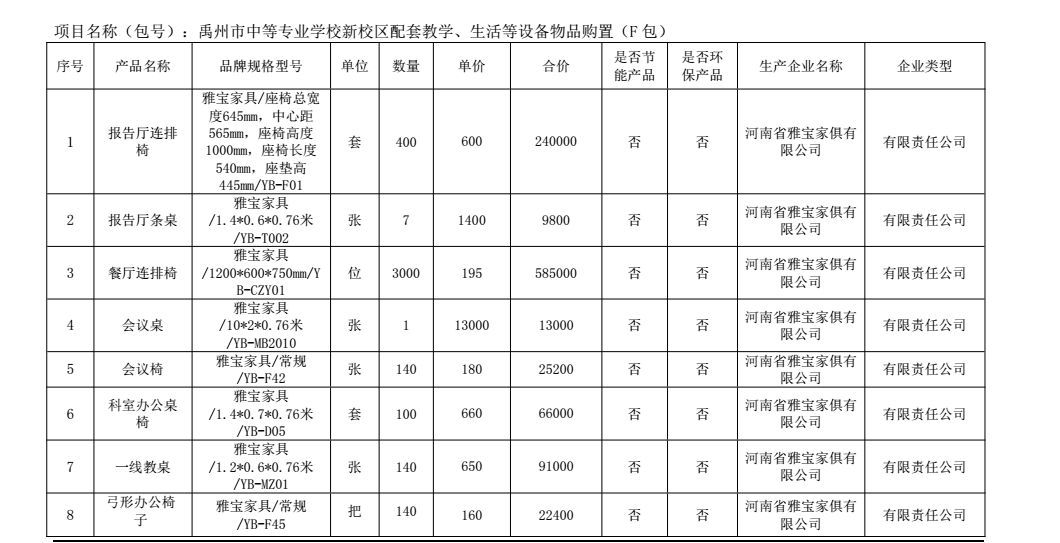 项目名称（包号）：禹州市中等专业学校新校区配套教学、生活等设备物品购置（F 包）
序号 产品名称 品牌规格型号 单位 数量 单价 合价 是否节能产品 是否环保产品 生产企业名称 企业类型
1 报告厅连排椅 雅宝家具/座椅总宽度645mm，中心距565mm，座椅高度1000mm，座椅长度540mm，座垫高445mm/YB-F01 套 400 600 240000 否 否 河南省雅宝家俱有限公司 有限责任公司
2 报告厅条桌 雅宝家具/1.4*0.6*0.76米/YB-T002 张 7 1400 9800 否 否 河南省雅宝家俱有限公司 有限责任公司
3 餐厅连排椅 雅宝家具/1200*600*750mm/YB-CZY01 位 3000 195 585000 否 否 河南省雅宝家俱有限公司 有限责任公司
4 会议桌 雅宝家具/10*2*0.76米/YB-MB2010 张 1 13000 13000 否 否 河南省雅宝家俱有限公司 有限责任公司
5 会议椅 雅宝家具/常规/YB-F42 张 140 180 25200 否 否 河南省雅宝家俱有限公司 有限责任公司
6 科室办公桌椅 雅宝家具/1.4*0.7*0.76米/YB-D05 套 100 660 66000 否 否 河南省雅宝家俱有限公司 有限责任公司
7 一线教桌 雅宝家具/1.2*0.6*0.76米/YB-MZ01 张 140 650 91000 否 否 河南省雅宝家俱有限公司 有限责任公司
8 弓形办公椅子 雅宝家具/常规/YB-F45 把 140 160 22400 否 否 河南省雅宝家俱有限公司 有限责任公司